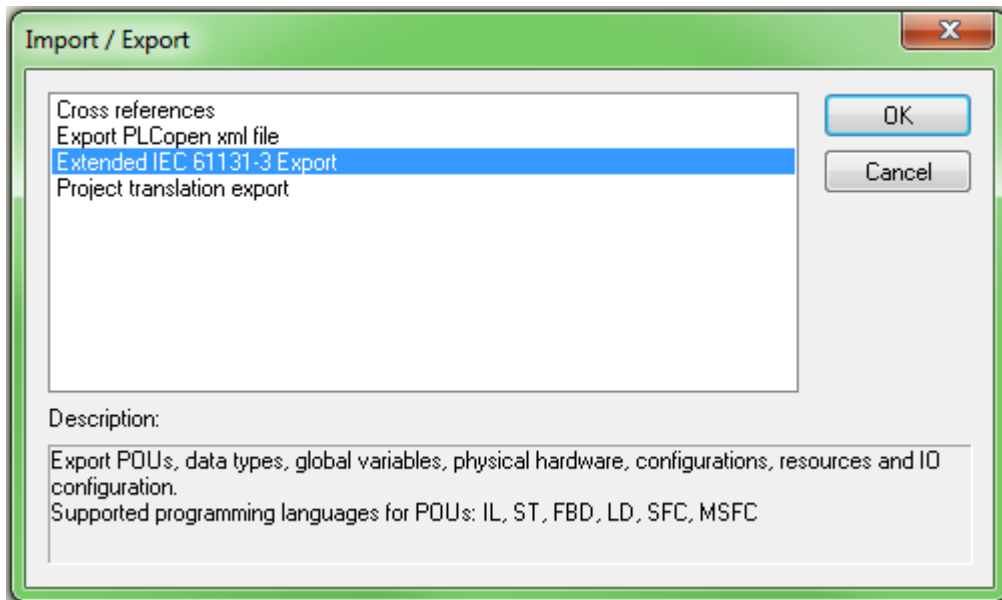 Import / Export
Cross references
Export PLCopen xml file
Extended IEC 61131-3 Export
Project translation export
OK
Cancel
Description:
Export POUs, data types, global variables, physical hardware, configurations, resources and IO
configuration.
Supported programming languages for POUs: IL, ST, FBD, LD, SFC, MSFC